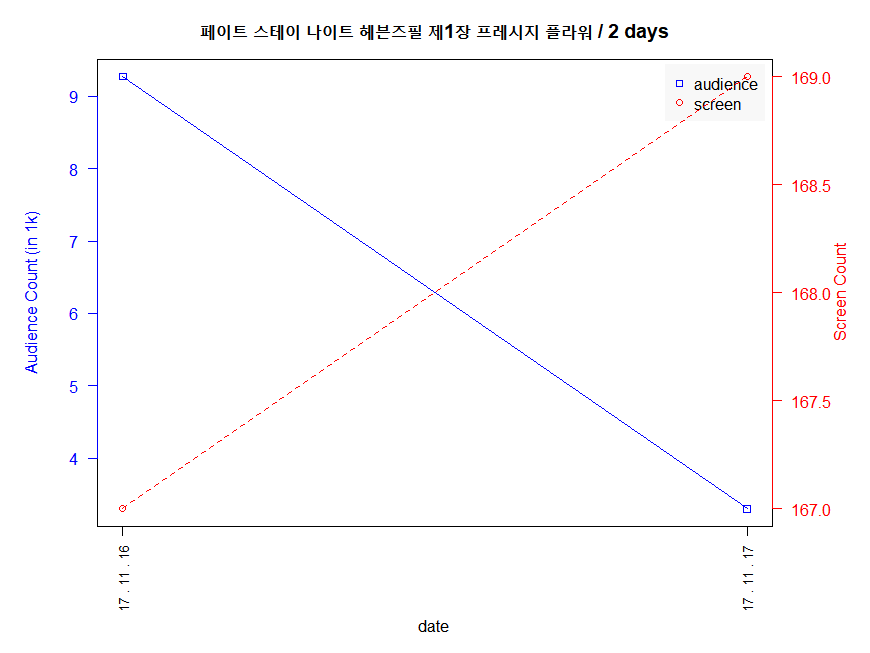 페이트 스테이 나이트 헤븐즈필 제1장 프레시지 플라워 / 2 days
audience
screen
9
8
7
6
5
4
Audience Count (in 1k)
169.0
168.5
168.0
167.5
167.0
Screen Count
17 . 11 . 16
17 . 11 . 17
date